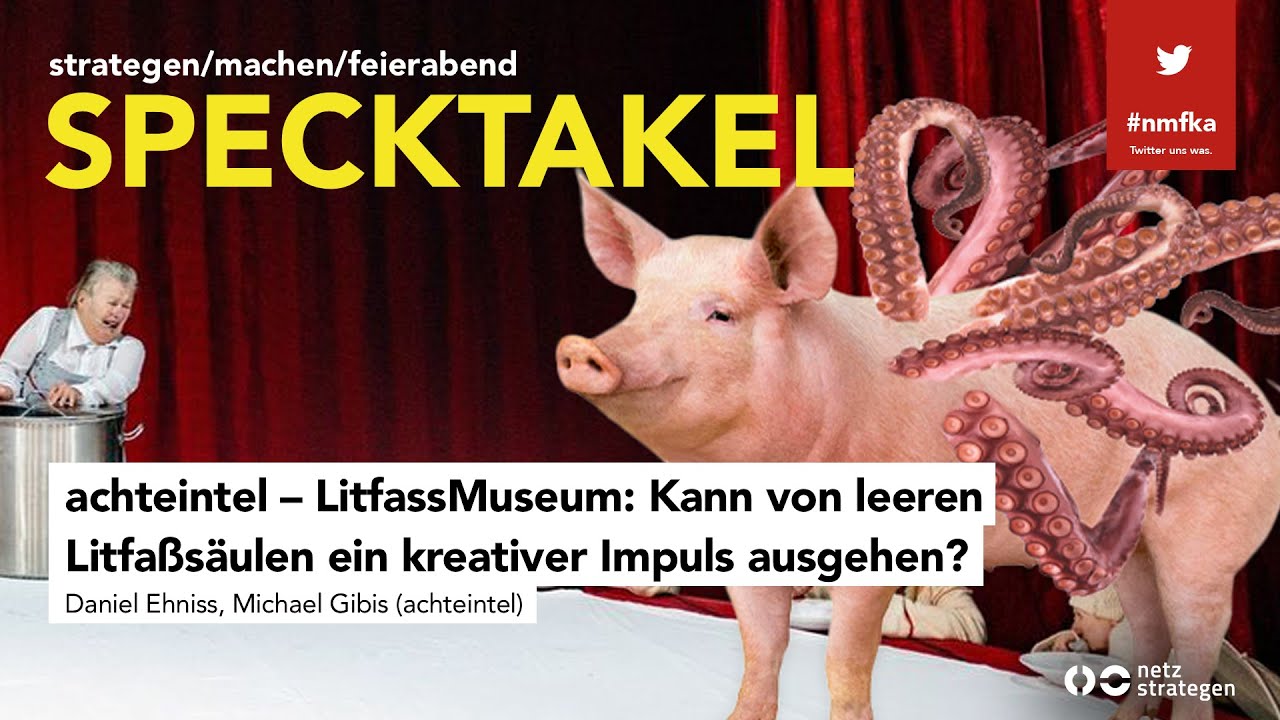 strategen/machen/feierabend
SPECKTAKEL
#nmfka
Twitter uns was.
achteintel – LitfassMuseum: Kann von leeren
Litfaßsäulen ein kreativer Impuls ausgehen?
Daniel Ehniss, Michael Gibis (achteintel)
netz
strategen